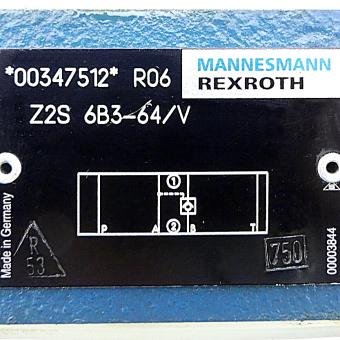 *00347512* R06
MANNESMANN
REXROTH
Z2S 6B3-64/V
1
P A 2 B T
Made in Germany
R
53
750
00003844